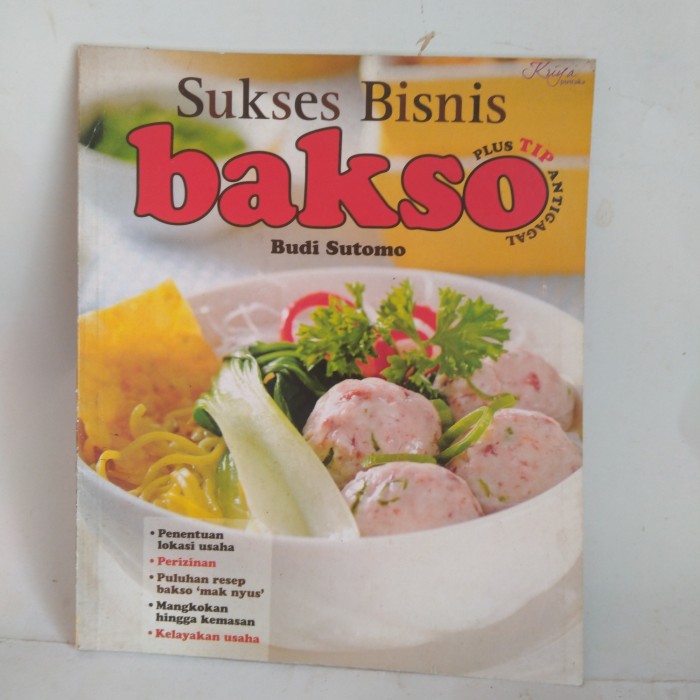 Kriya
Sukses Bisnis
bakso
PLUS TIP ANTIGAGAL
Budi Sutomo
• Penentuan
lokasi usaha
• Perizinan
• Puluhan resep
bakso 'mak nyus'
• Mangkokan
hingga kemasan
• Kelayakan usaha